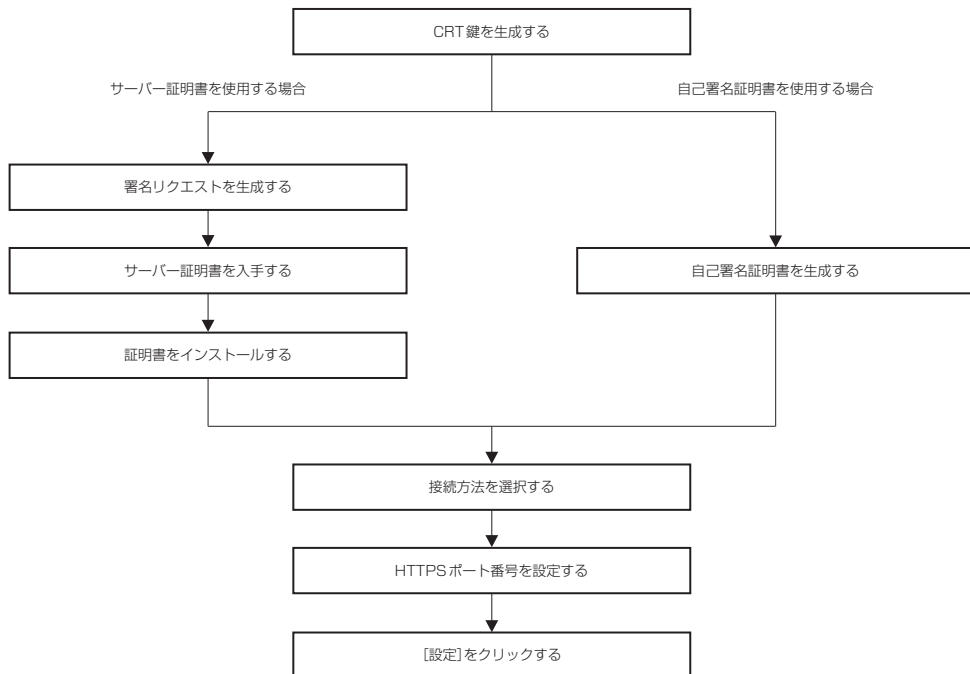 CRT鍵を生成する
サーバー証明書を使用する場合
自己署名証明書を使用する場合
署名リクエストを生成する
サーバー証明書を入手する
自己署名証明書を生成する
証明書をインストールする
接続方法を選択する
HTTPSポート番号を設定する
[設定]をクリックする